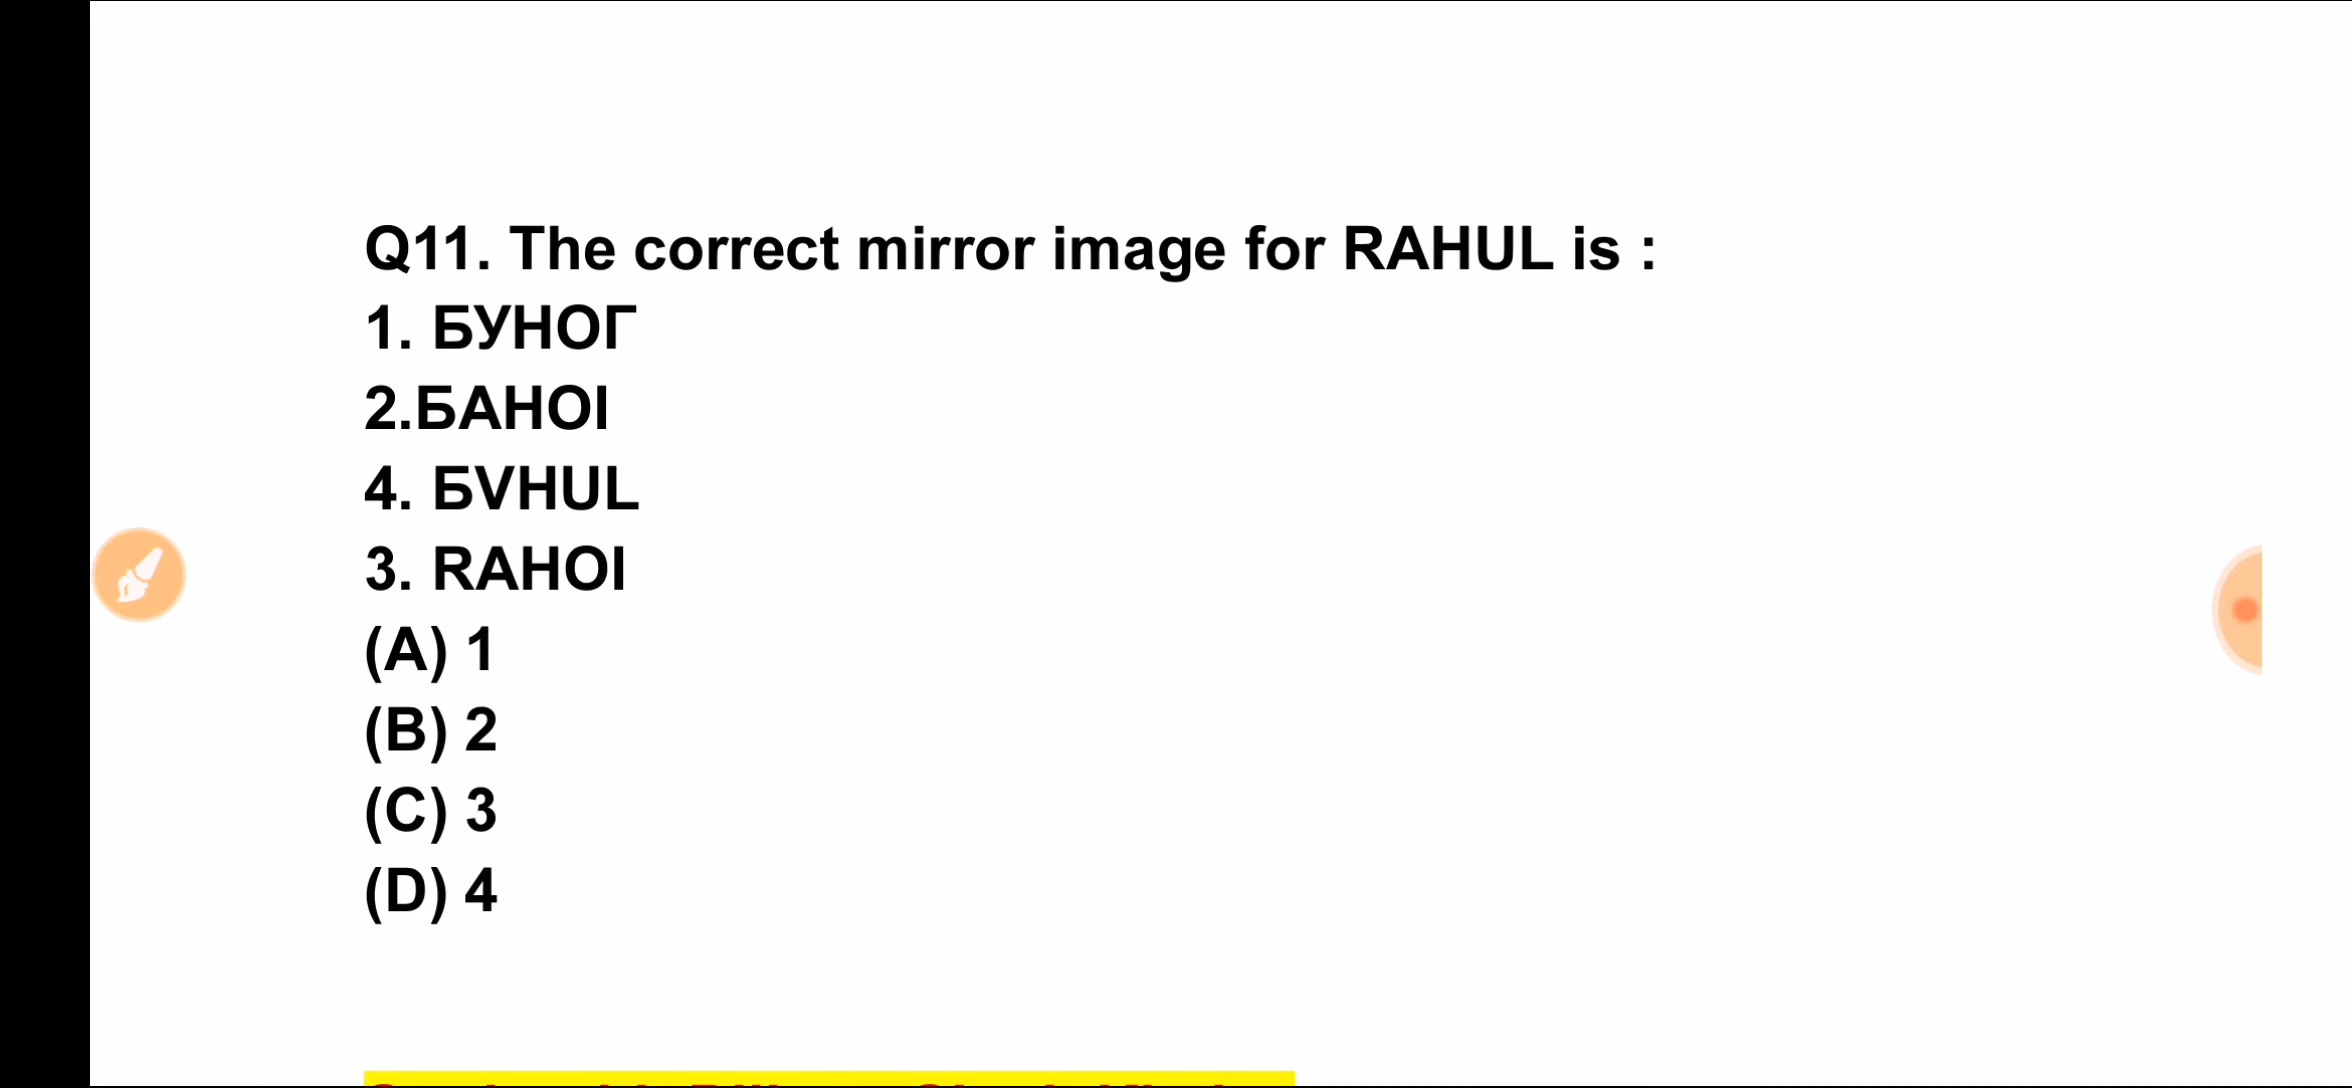 Q11. The correct mirror image for RAHUL is :
1. БУНОГ
2.БАНОІ
4. БVHUL
3. RAHOI
(A) 1
(B) 2
(C) 3
(D) 4